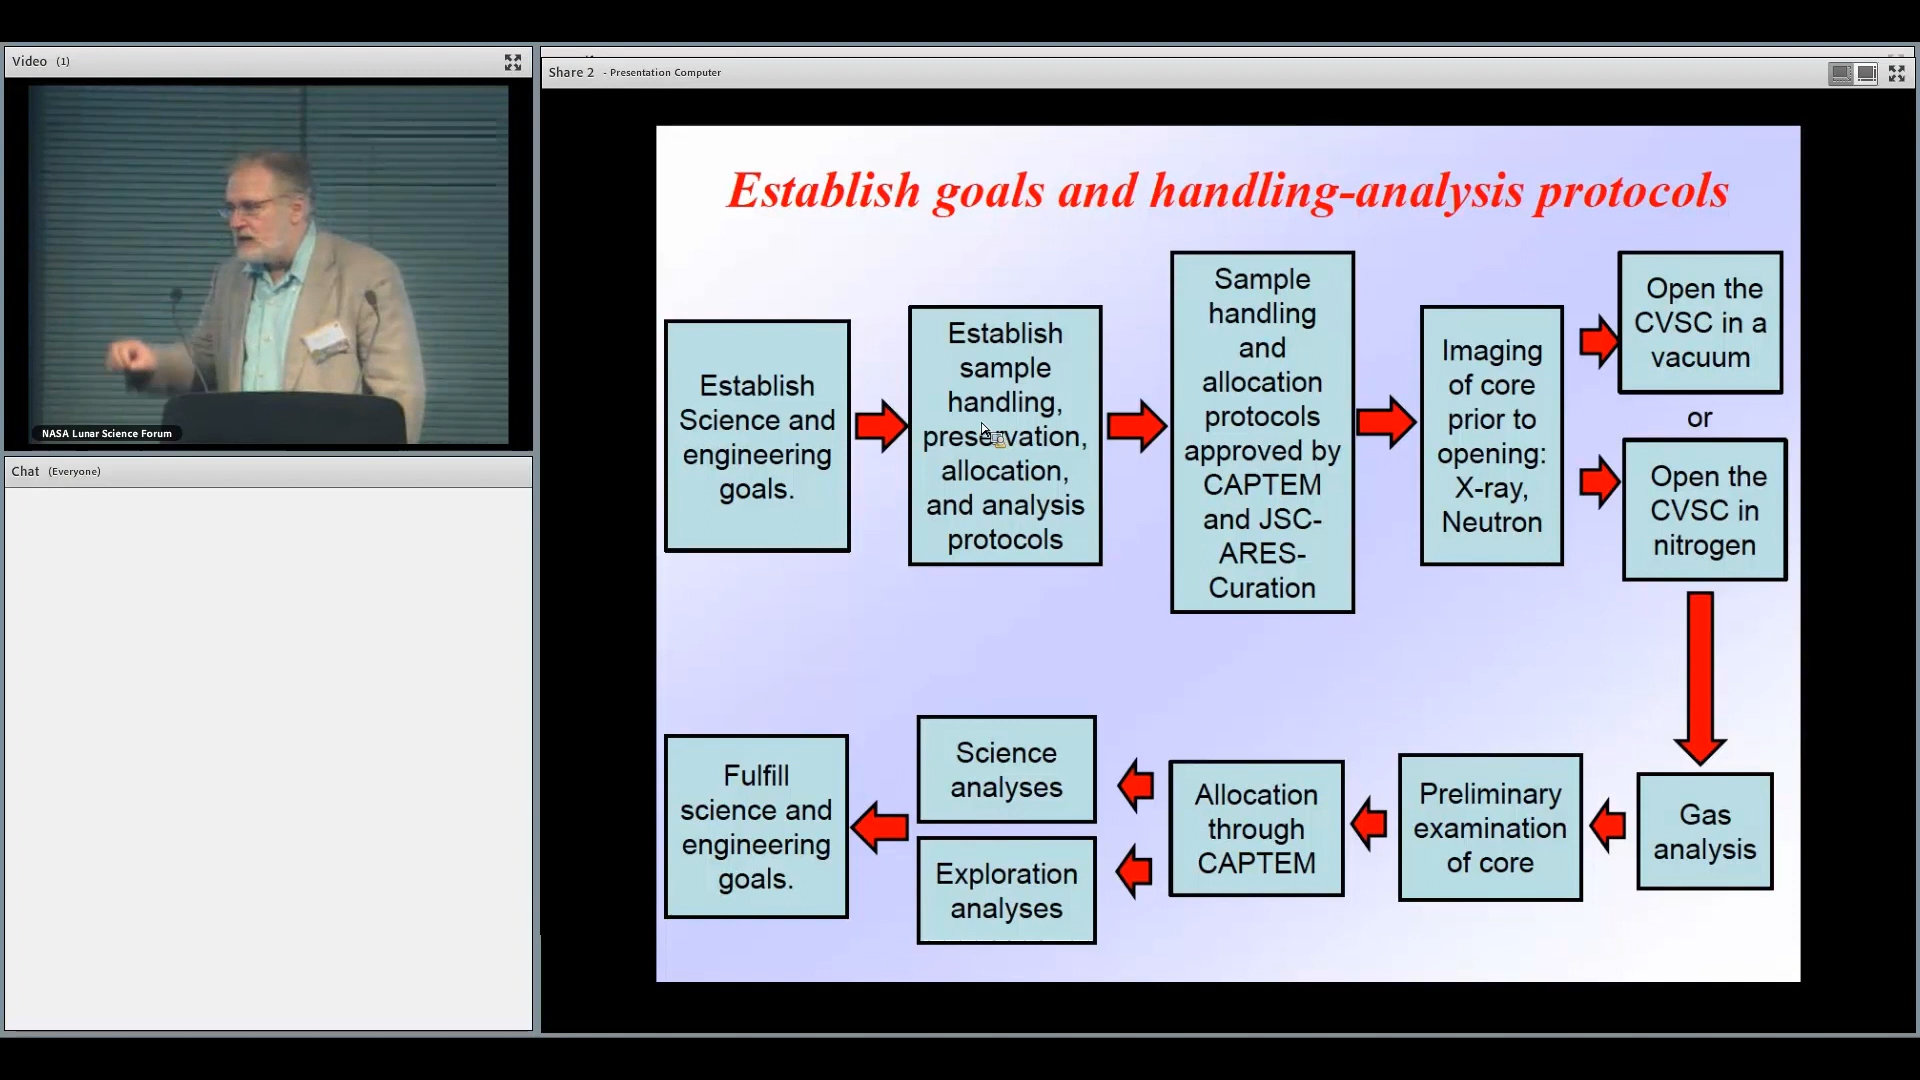 Video (1)
NASA Lunar Science Forum
Chat (Everyone)
Share 2 - Presentation Computer
Establish goals and handling-analysis protocols
Establish
Science and
engineering
goals.
Establish
sample
handling,
preservation,
allocation,
and analysis
protocols
Sample
handling
and
allocation
protocols
approved by
CAPTEM
and JSC-
ARES-
Curation
Imaging
of core
prior to
opening:
X-ray,
Neutron
Open the
CVSC in a
vacuum
or
Open the
CVSC in
nitrogen
Gas
analysis
Preliminary
examination
of core
Allocation
through
CAPTEM
Science
analyses
Exploration
analyses
Fulfill
science and
engineering
goals.